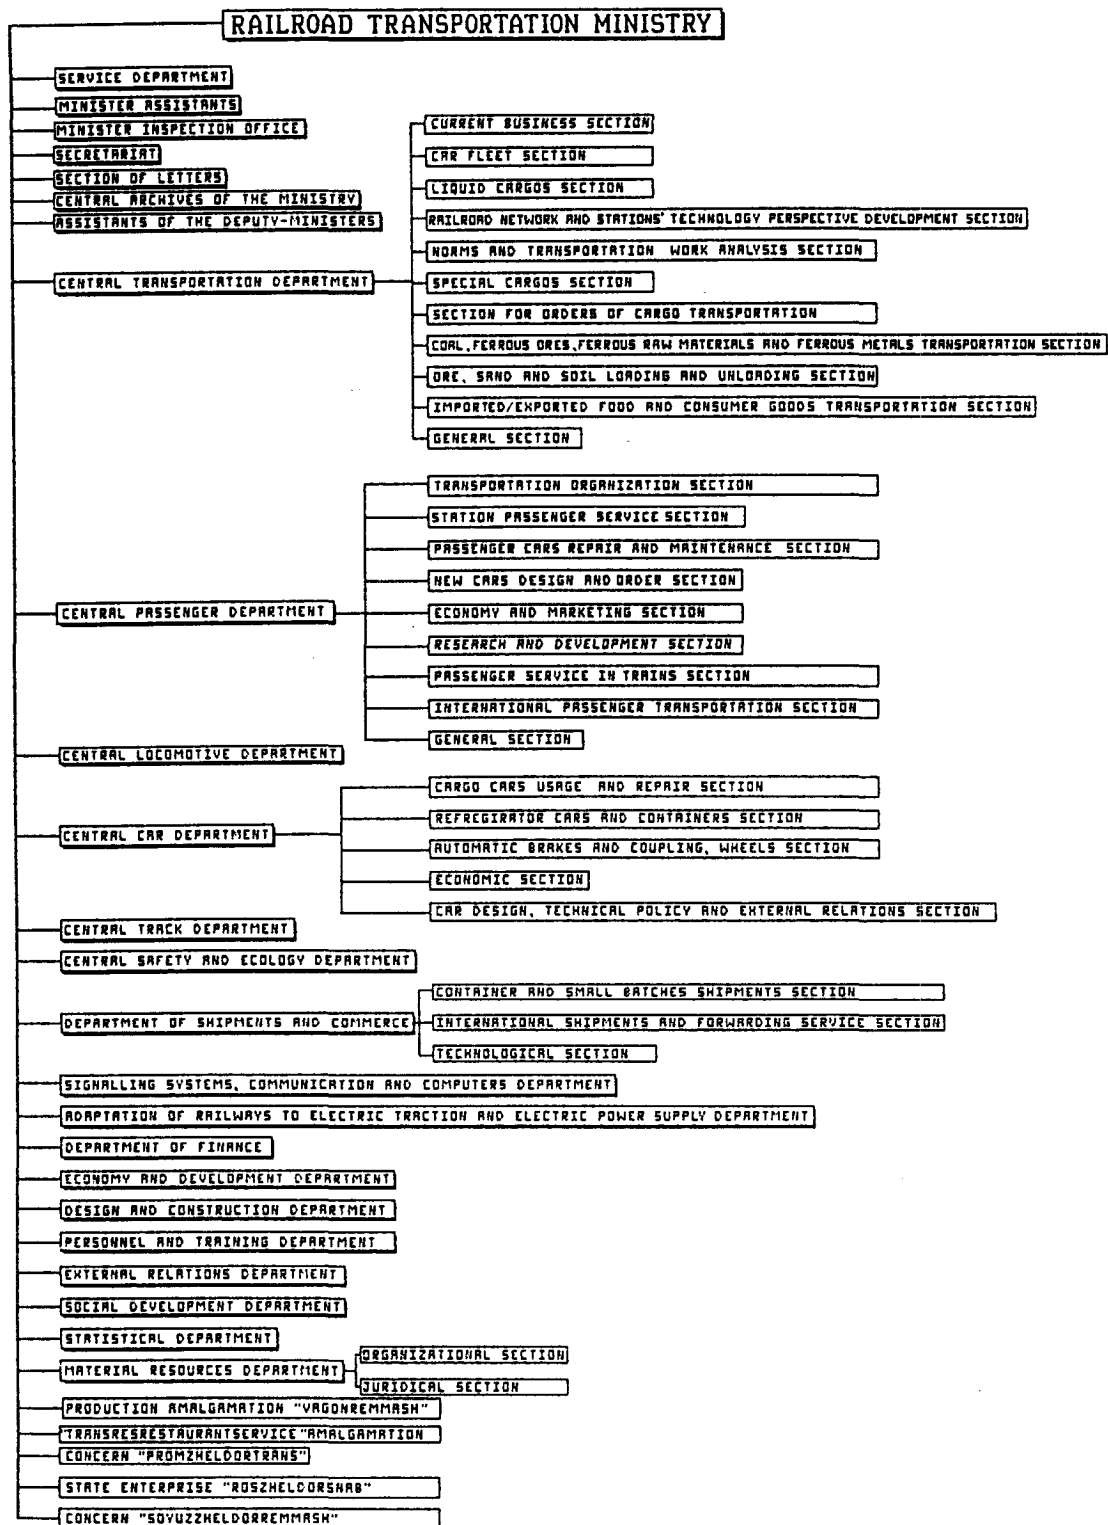 RAILROAD TRANSPORTATION MINISTRY
SERVICE DEPARTMENT
MINISTER ASSISTANTS
MINISTER INSPECTION OFFICE
SECRETARIAT
SECTION OF LETTERS
CENTRAL ARCHIVES OF THE MINISTRY
ASSISTANTS OF THE DEPUTY-MINISTERS
CENTRAL TRANSPORTATION DEPARTMENT
CURRENT BUSINESS SECTION
CAR FLEET SECTION
LIQUID CARGOS SECTION
RAILROAD NETWORK AND STATIONS' TECHNOLOGY PERSPECTIVE DEVELOPMENT SECTION
NORMS AND TRANSPORTATION WORK ANALYSIS SECTION
SPECIAL CARGOS SECTION
SECTION FOR ORDERS OF CARGO TRANSPORTATION
COAL, FERROUS ORES, FERROUS RAW MATERIALS AND FERROUS METALS TRANSPORTATION SECTION
ORE, SAND AND SOIL LOADING AND UNLOADING SECTION
IMPORTED/EXPORTED FOOD AND CONSUMER GOODS TRANSPORTATION SECTION
GENERAL SECTION
CENTRAL PASSENGER DEPARTMENT
TRANSPORTATION ORGANIZATION SECTION
STATION PASSENGER SERVICE SECTION
PASSENGER CARS REPAIR AND MAINTENANCE SECTION
NEW CARS DESIGN AND ORDER SECTION
ECONOMY AND MARKETING SECTION
RESEARCH AND DEVELOPMENT SECTION
PASSENGER SERVICE IN TRAINS SECTION
INTERNATIONAL PASSENGER TRANSPORTATION SECTION
GENERAL SECTION
CENTRAL LOCOMOTIVE DEPARTMENT
CENTRAL CAR DEPARTMENT
CARGO CARS USAGE AND REPAIR SECTION
REFREGIRATOR CARS AND CONTAINERS SECTION
AUTOMATIC BRAKES AND COUPLING, WHEELS SECTION
ECONOMIC SECTION
CAR DESIGN, TECHNICAL POLICY AND EXTERNAL RELATIONS SECTION
CENTRAL TRACK DEPARTMENT
CENTRAL SAFETY AND ECOLOGY DEPARTMENT
DEPARTMENT OF SHIPMENTS AND COMMERCE
CONTAINER AND SMALL BATCHES SHIPMENTS SECTION
INTERNATIONAL SHIPMENTS AND FORWARDING SERVICE SECTION
TECHNOLOGICAL SECTION
SIGNALLING SYSTEMS, COMMUNICATION AND COMPUTERS DEPARTMENT
ADAPTATION OF RAILWAYS TO ELECTRIC TRACTION AND ELECTRIC POWER SUPPLY DEPARTMENT
DEPARTMENT OF FINANCE
ECONOMY AND DEVELOPMENT DEPARTMENT
DESIGN AND CONSTRUCTION DEPARTMENT
PERSONNEL AND TRAINING DEPARTMENT
EXTERNAL RELATIONS DEPARTMENT
SOCIAL DEVELOPMENT DEPARTMENT
STATISTICAL DEPARTMENT
MATERIAL RESOURCES DEPARTMENT
ORGANIZATIONAL SECTION
JURIDICAL SECTION
PRODUCTION AMALGAMATION "VAGONREMMASH"
"TRANSRESRESTAURANTSERVICE"AMALGAMATION
CONCERN "PROMZHELDORTRANS"
STATE ENTERPRISE "ROSZHELDORSNAB"
CONCERN "SOYUZZHELDORREMMASH"